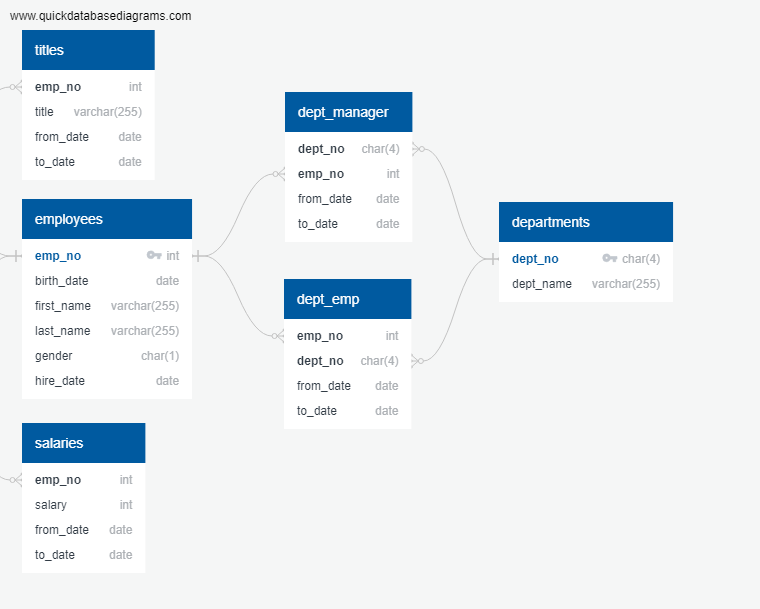 www.quickdatabasediagrams.com
titles
emp_no int
title varchar(255)
from_date date
to_date date
employees
emp_no int
birth_date date
first_name varchar(255)
last_name varchar(255)
gender char(1)
hire_date date
salaries
emp_no int
salary int
from_date date
to_date date
dept_manager
dept_no char(4)
emp_no int
from_date date
to_date date
dept_emp
emp_no int
dept_no char(4)
from_date date
to_date date
departments
dept_no char(4)
dept_name varchar(255)